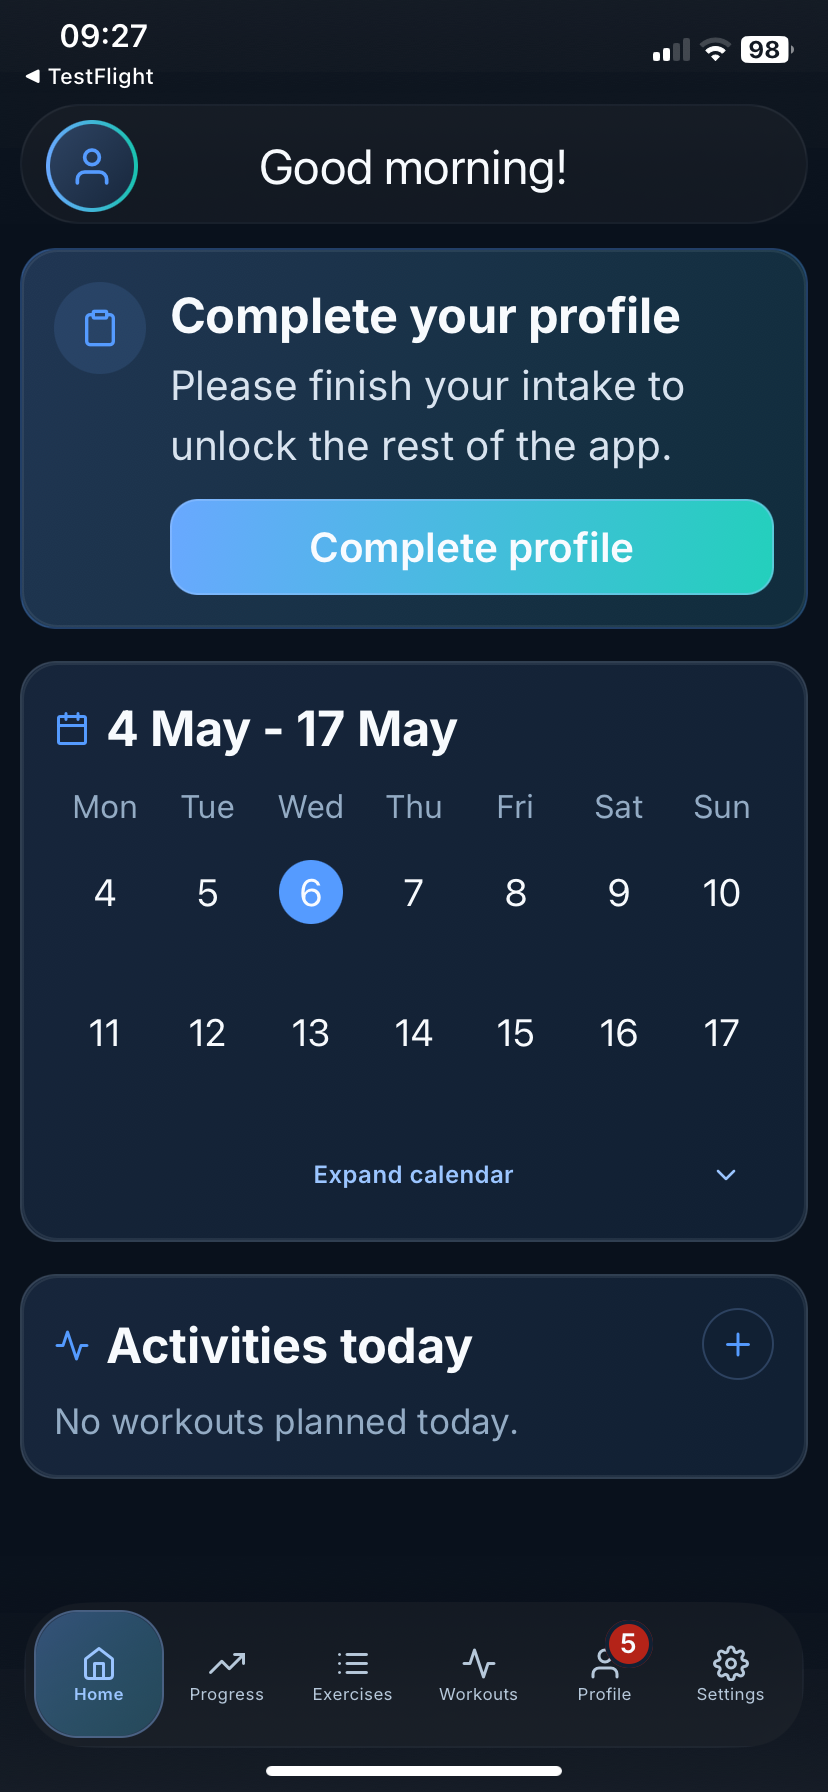 09:27
98
◀ TestFlight
Good morning!
Complete your profile
Please finish your intake to
unlock the rest of the app.
Complete profile
4 May - 17 May
Mon Tue Wed Thu Fri Sat Sun
4 5 6 7 8 9 10
11 12 13 14 15 16 17
Expand calendar
Activities today
No workouts planned today.
5
Home Progress Exercises Workouts Profile Settings